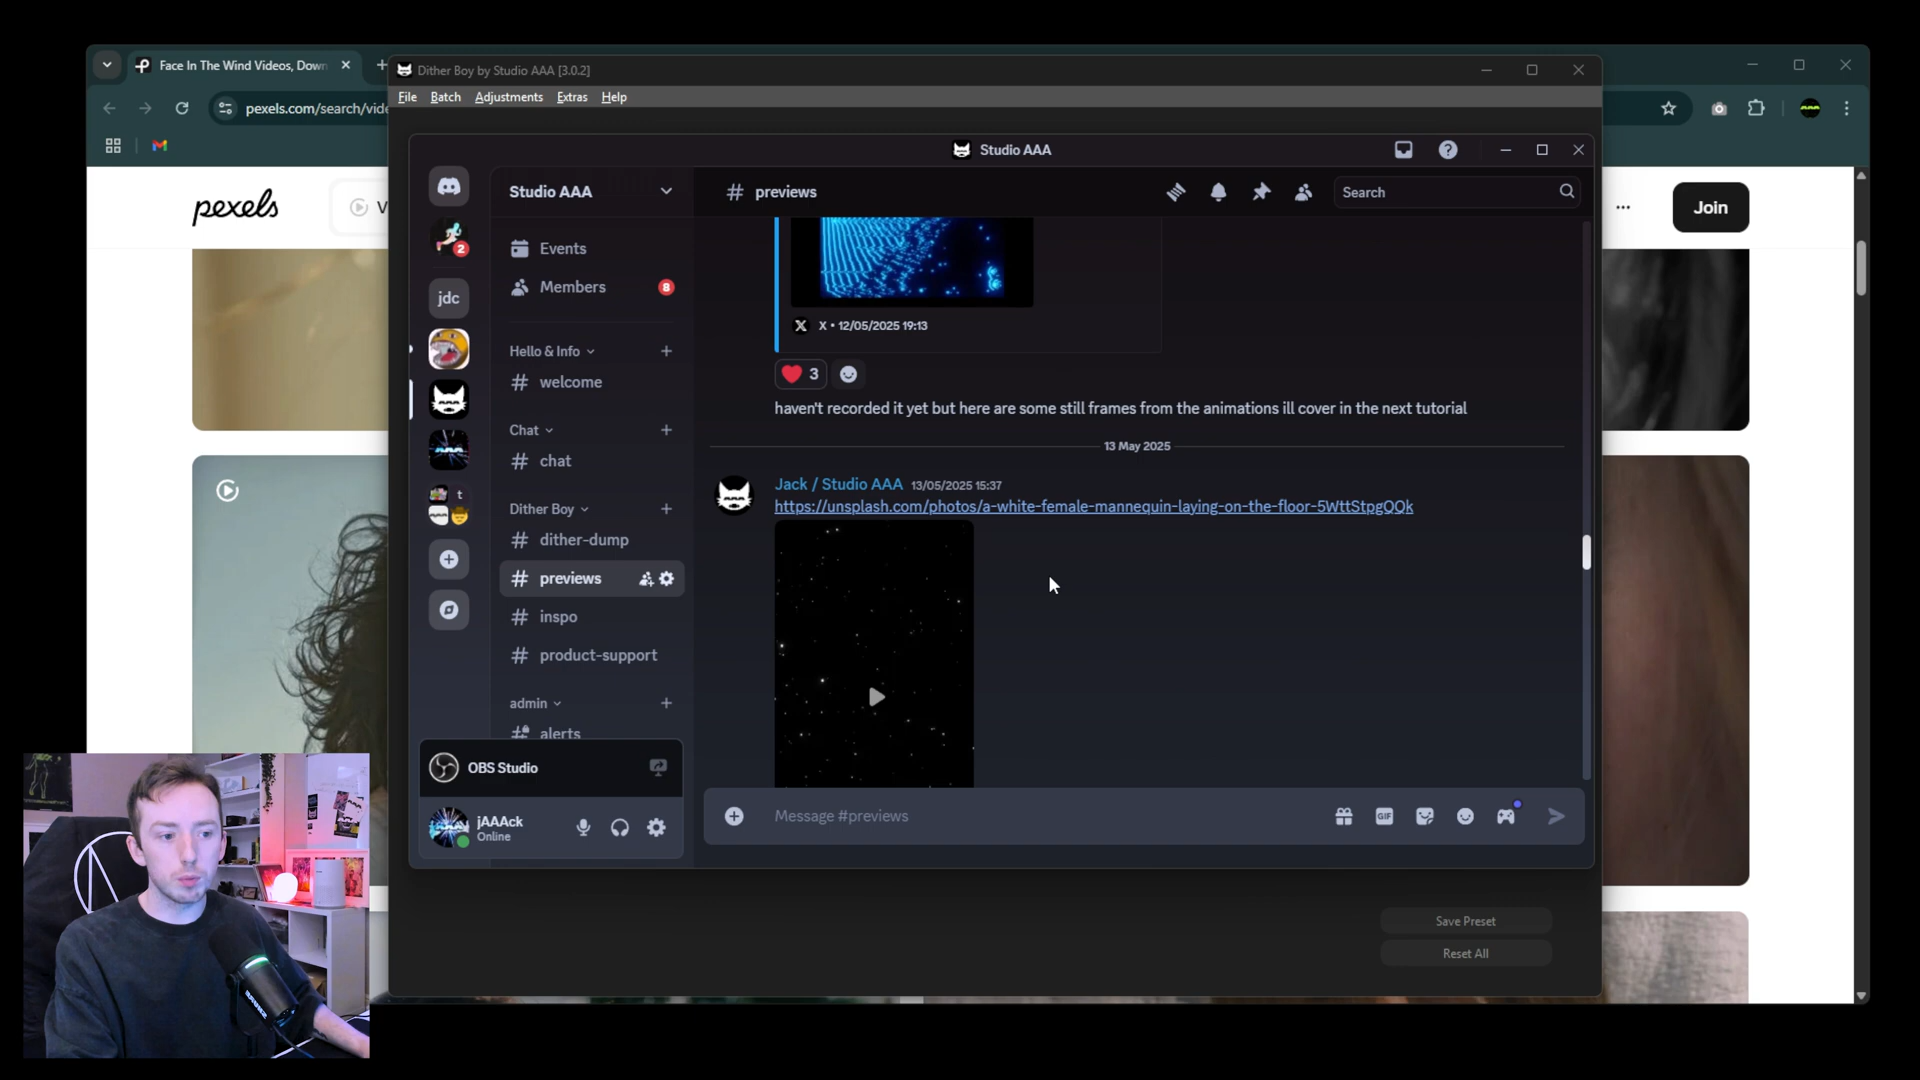 Face In The Wind Videos, Down
pexels.com/search/vide
pexels
V
Join
Dither Boy by Studio AAA [3.0.2]
File Batch Adjustments Extras Help
Studio AAA
Studio AAA
# previews
Search
2
jdc
t
Events
Members
8
Hello & Info
# welcome
Chat
# chat
Dither Boy
# dither-dump
# previews
# inspo
# product-support
admin
alerts
OBS Studio
jAAAck
Online
X • 12/05/2025 19:13
3
haven't recorded it yet but here are some still frames from the animations ill cover in the next tutorial
13 May 2025
Jack / Studio AAA 13/05/2025 15:37
https://unsplash.com/photos/a-white-female-mannequin-laying-on-the-floor-5WttStpgOQk
Message #previews
GIF
Save Preset
Reset All